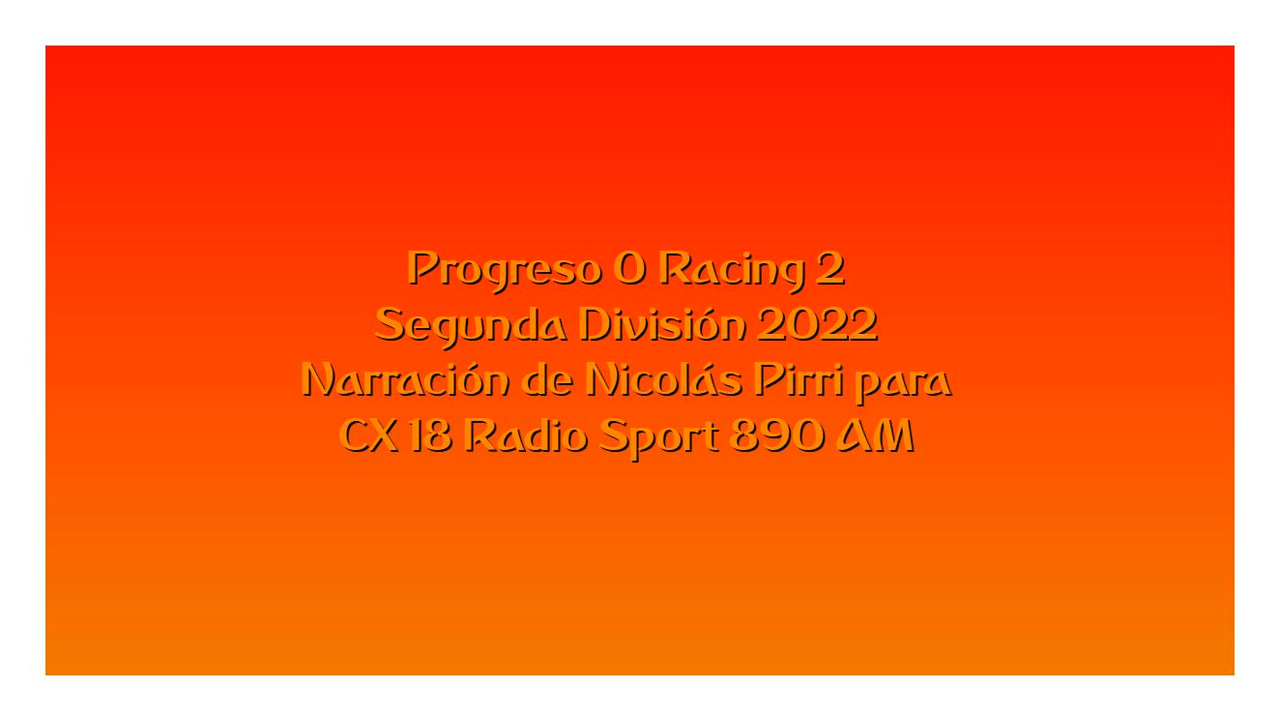 Progreso 0 Racing 2
Segunda División 2022
Narración de Nicolás Pirri para
CX 18 Radio Sport 890 AM